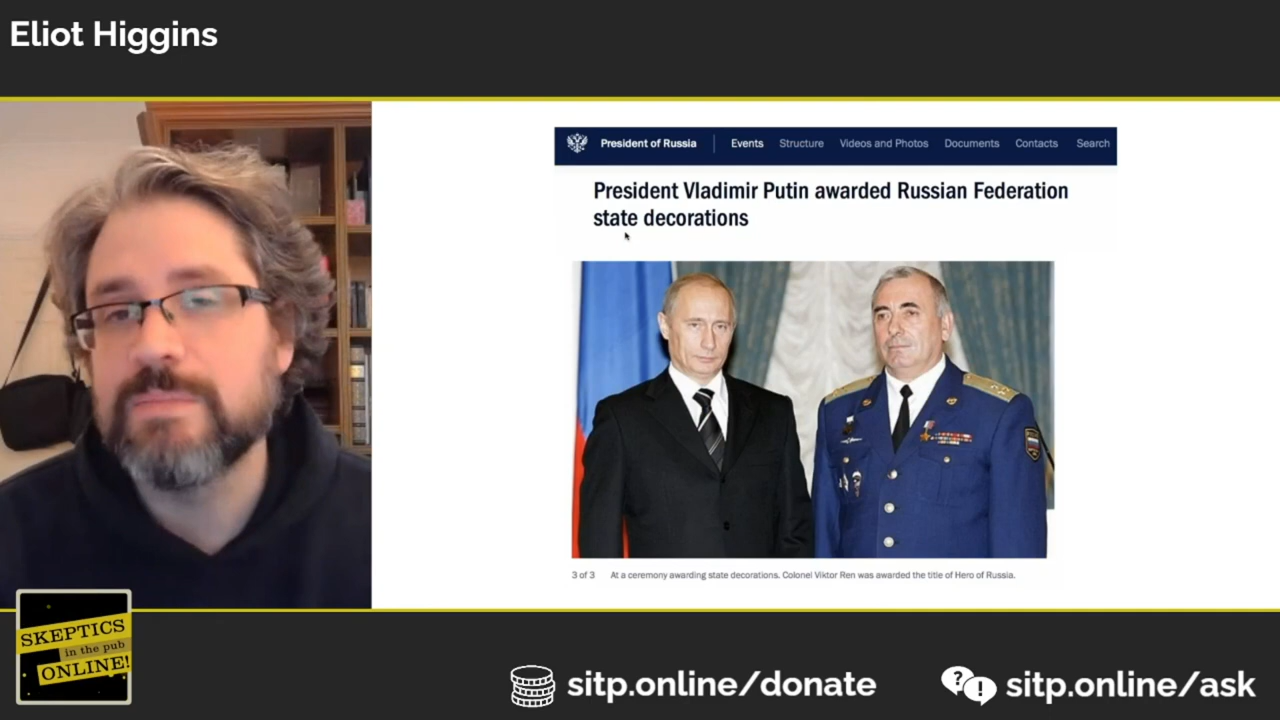 Eliot Higgins
President of Russia
Events
Structure
Videos and Photos
Documents
Contacts
Search
President Vladimir Putin awarded Russian Federation
state decorations
3 of 3
At a ceremony awarding state decorations. Colonel Viktor Ren was awarded the title of Hero of Russia.
SKEPTICS
in the pub
ONLINE!
sitp.online/donate
? !
sitp.online/ask